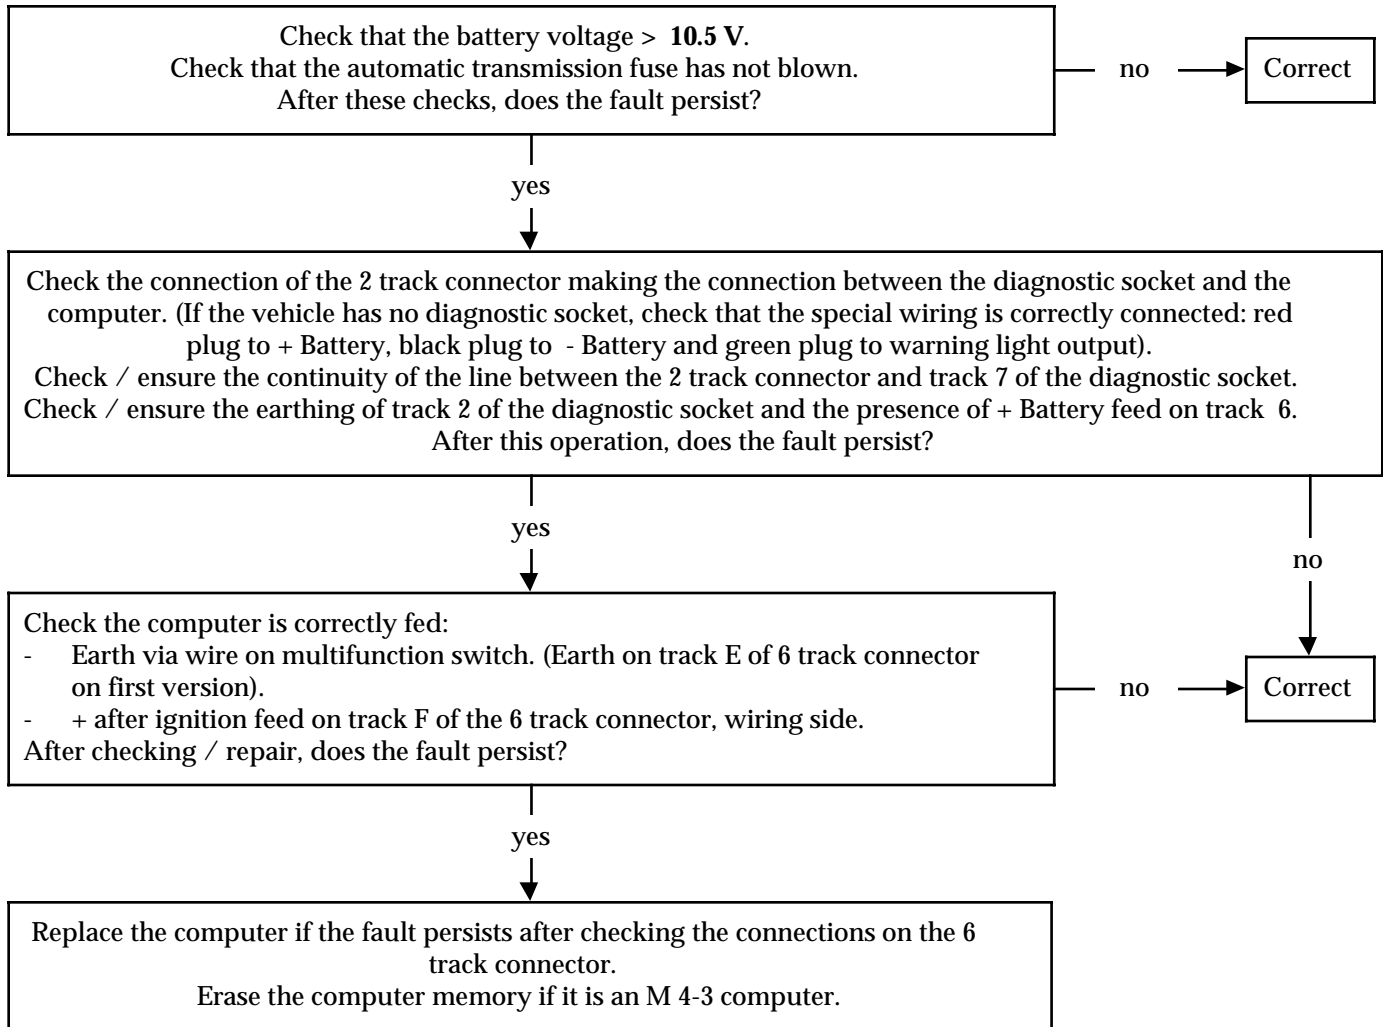 Check that the battery voltage > 10.5 V.
Check that the automatic transmission fuse has not blown.
After these checks, does the fault persist?
no
Correct
yes
Check the connection of the 2 track connector making the connection between the diagnostic socket and the
computer. (If the vehicle has no diagnostic socket, check that the special wiring is correctly connected: red
plug to + Battery, black plug to - Battery and green plug to warning light output).
Check / ensure the continuity of the line between the 2 track connector and track 7 of the diagnostic socket.
Check / ensure the earthing of track 2 of the diagnostic socket and the presence of + Battery feed on track 6.
After this operation, does the fault persist?
yes
no
Check the computer is correctly fed:
- Earth via wire on multifunction switch. (Earth on track E of 6 track connector
on first version).
- + after ignition feed on track F of the 6 track connector, wiring side.
After checking / repair, does the fault persist?
no
Correct
yes
Replace the computer if the fault persists after checking the connections on the 6
track connector.
Erase the computer memory if it is an M 4-3 computer.